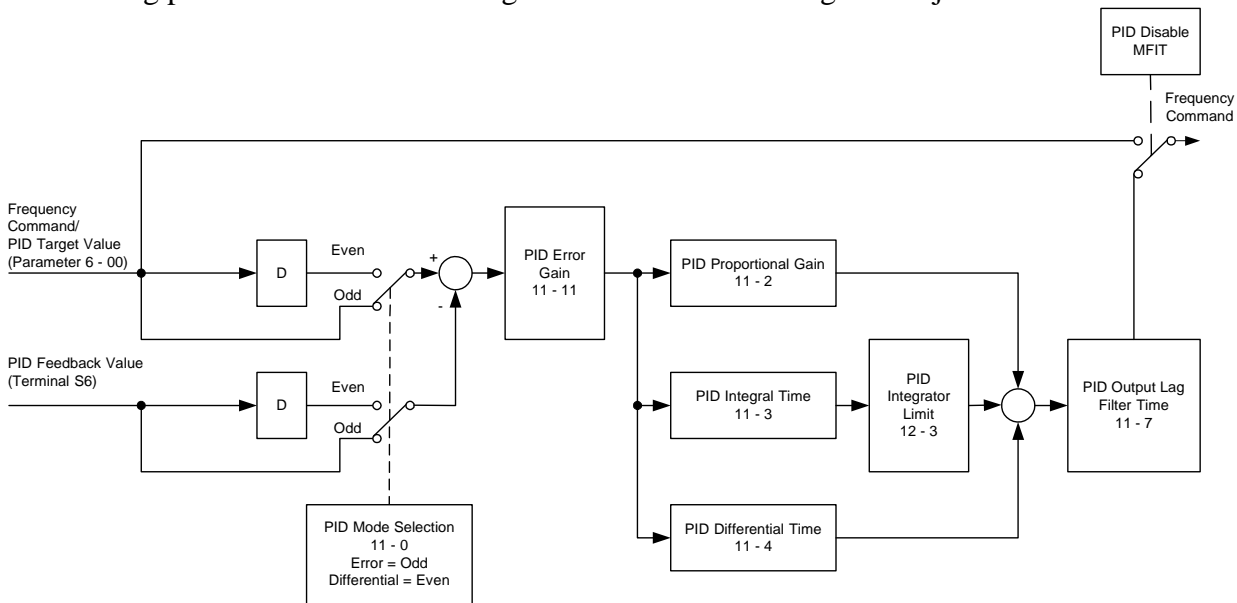 PID Disable
MFIT
Frequency
Command
Frequency
Command/
PID Target Value
(Parameter 6 - 00)
D
Even
Odd
+
-
PID Error
Gain
11 - 11
PID Proportional Gain
11 - 2
PID Feedback Value
(Terminal S6)
D
Even
Odd
PID Integral Time
11 - 3
PID
Integrator
Limit
12 - 3
PID Output Lag
Filter Time
11 - 7
PID Mode Selection
11 - 0
Error = Odd
Differential = Even
PID Differential Time
11 - 4